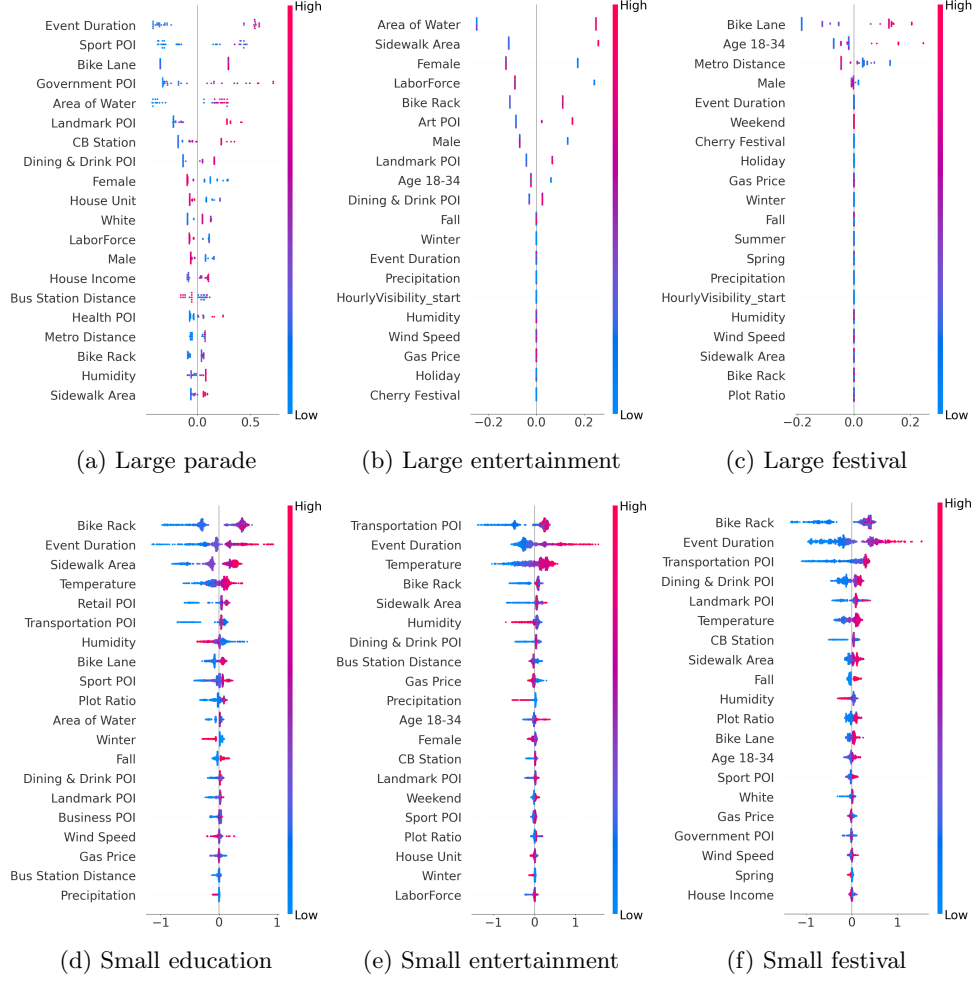 High
Event Duration
Sport POI
Bike Lane
Government POI
Area of Water
Landmark POI
CB Station
Dining & Drink POI
Female
House Unit
White
LaborForce
Male
House Income
Bus Station Distance
Health POI
Metro Distance
Bike Rack
Humidity
Sidewalk Area
Low
0.0 0.5
(a) Large parade
High
Area of Water
Sidewalk Area
Female
LaborForce
Bike Rack
Art POI
Male
Landmark POI
Age 18-34
Dining & Drink POI
Fall
Winter
Event Duration
Precipitation
HourlyVisibility_start
Humidity
Wind Speed
Gas Price
Holiday
Cherry Festival
Low
−0.2 0.0 0.2
(b) Large entertainment
High
Bike Lane
Age 18-34
Metro Distance
Male
Event Duration
Weekend
Cherry Festival
Holiday
Gas Price
Winter
Fall
Summer
Spring
Precipitation
HourlyVisibility_start
Humidity
Wind Speed
Sidewalk Area
Bike Rack
Plot Ratio
Low
−0.2 0.0 0.2
(c) Large festival
High
Bike Rack
Event Duration
Sidewalk Area
Temperature
Retail POI
Transportation POI
Humidity
Bike Lane
Sport POI
Plot Ratio
Area of Water
Winter
Fall
Dining & Drink POI
Landmark POI
Business POI
Wind Speed
Gas Price
Bus Station Distance
Precipitation
Low
−1 0 1
(d) Small education
High
Transportation POI
Event Duration
Temperature
Bike Rack
Sidewalk Area
Humidity
Dining & Drink POI
Bus Station Distance
Gas Price
Precipitation
Age 18-34
Female
CB Station
Landmark POI
Weekend
Sport POI
Plot Ratio
House Unit
Winter
LaborForce
Low
−1 0 1
(e) Small entertainment
High
Bike Rack
Event Duration
Transportation POI
Dining & Drink POI
Landmark POI
Temperature
CB Station
Sidewalk Area
Fall
Humidity
Plot Ratio
Bike Lane
Age 18-34
Sport POI
White
Gas Price
Government POI
Wind Speed
Spring
House Income
Low
−1 0 1
(f) Small festival